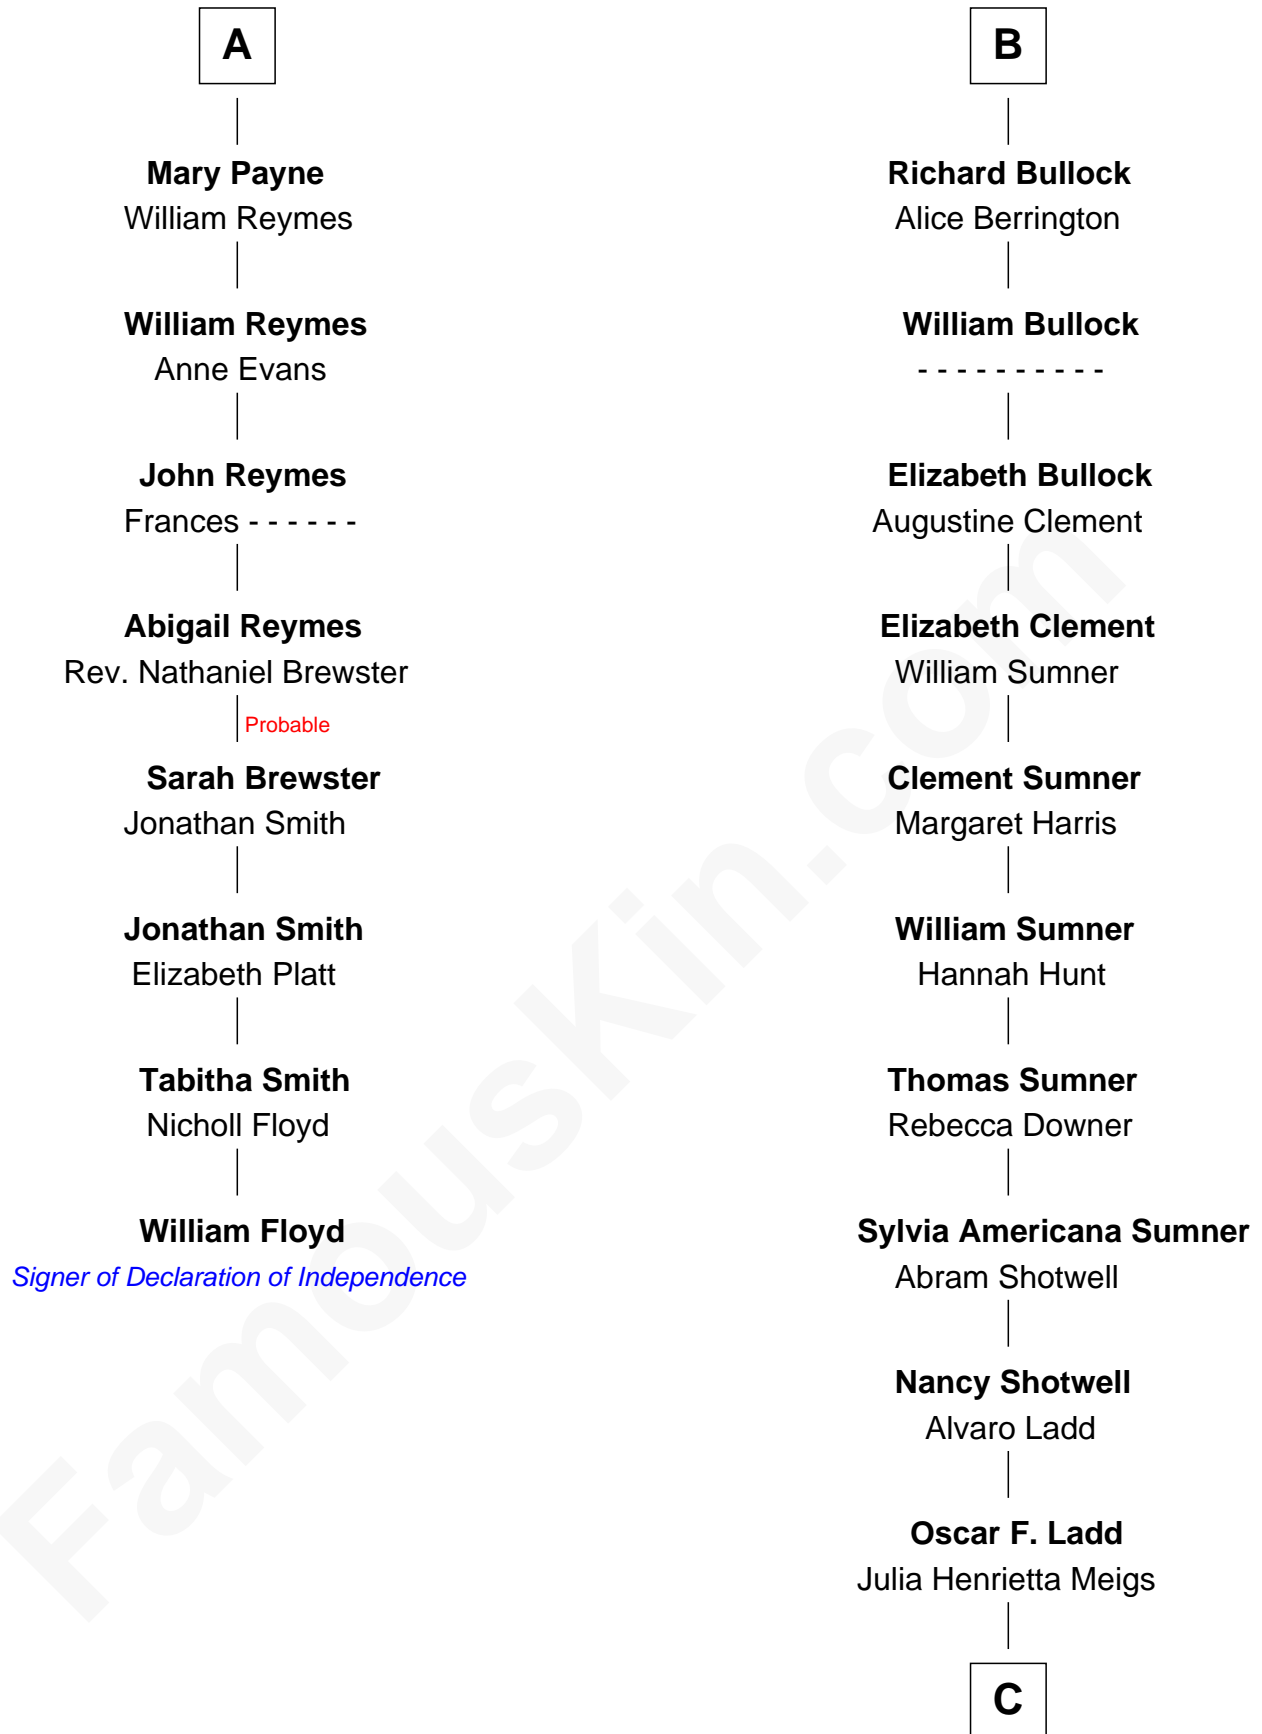 A
Mary Payne
William Reymes
William Reymes
Anne Evans
John Reymes
Frances - - - - - -
Abigail Reymes
Rev. Nathaniel Brewster
Probable
Sarah Brewster
Jonathan Smith
Jonathan Smith
Elizabeth Platt
Tabitha Smith
Nicholl Floyd
William Floyd
Signer of Declaration of Independence
B
Richard Bullock
Alice Berrington
William Bullock
- - - - - - - - - -
Elizabeth Bullock
Augustine Clement
Elizabeth Clement
William Sumner
Clement Sumner
Margaret Harris
William Sumner
Hannah Hunt
Thomas Sumner
Rebecca Downer
Sylvia Americana Sumner
Abram Shotwell
Nancy Shotwell
Alvaro Ladd
Oscar F. Ladd
Julia Henrietta Meigs
C
FamousKin.com